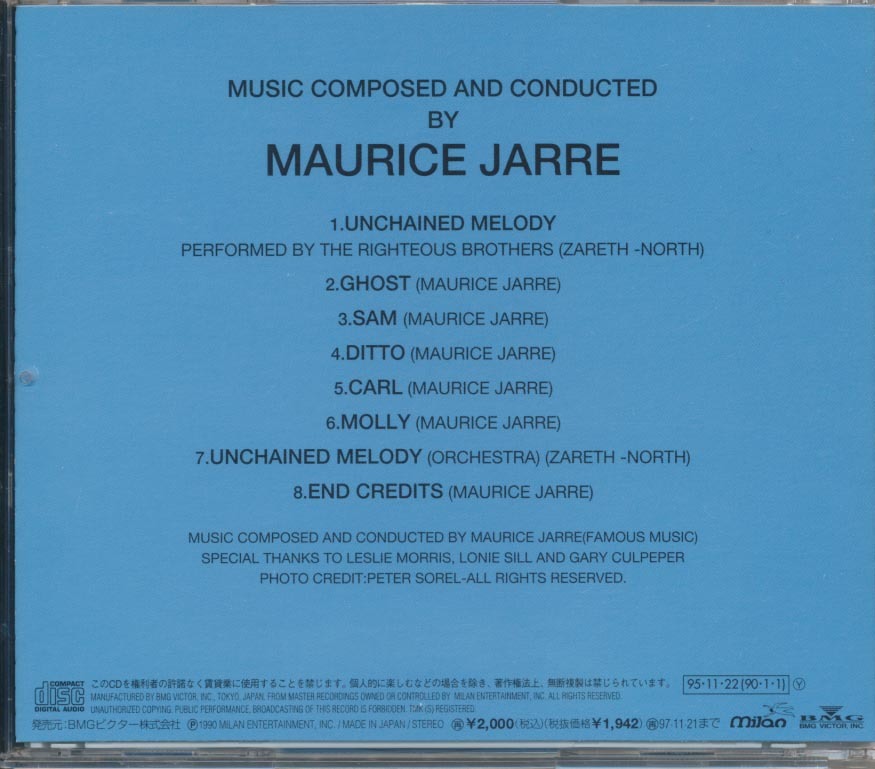 MUSIC COMPOSED AND CONDUCTED
BY
MAURICE JARRE
1.UNCHAINED MELODY
PERFORMED BY THE RIGHTEOUS BROTHERS (ZARETH -NORTH)
2.GHOST (MAURICE JARRE)
3.SAM (MAURICE JARRE)
4.DITTO (MAURICE JARRE)
5.CARL (MAURICE JARRE)
6.MOLLY (MAURICE JARRE)
7.UNCHAINED MELODY (ORCHESTRA) (ZARETH -NORTH)
8.END CREDITS (MAURICE JARRE)
MUSIC COMPOSED AND CONDUCTED BY MAURICE JARRE(FAMOUS MUSIC)
SPECIAL THANKS TO LESLIE MORRIS, LONIE SILL AND GARY CULPEPER
PHOTO CREDIT:PETER SOREL-ALL RIGHTS RESERVED.
COMPACT disc DIGITAL AUDIO
このCDを権利者の許諾なく賃貸業に使用することを禁じます。個人的に楽しむなどの場合を除き、著作権法上、無断複製は禁じられています。
95·11·22(90·1·1) Ⓨ
MANUFACTURED BY BMG VICTOR, INC., TOKYO, JAPAN. FROM MASTER RECORDINGS OWNED OR CONTROLLED BY MILAN ENTERTAINMENT, INC. ALL RIGHTS RESERVED.
UNAUTHORIZED COPYING. PUBLIC PERFORMANCE, BROADCASTING OF THIS RECORD IS FORBIDDEN. TMK(S) REGISTERED.
発売元:BMGビクター株式会社 Ⓟ1990 MILAN ENTERTAINMENT, INC. / MADE IN JAPAN / STEREO ㊢¥2,000(税込)(税抜価格¥1,942) ㊢97·11·21まで
milan
BMG
BMG VICTOR, INC